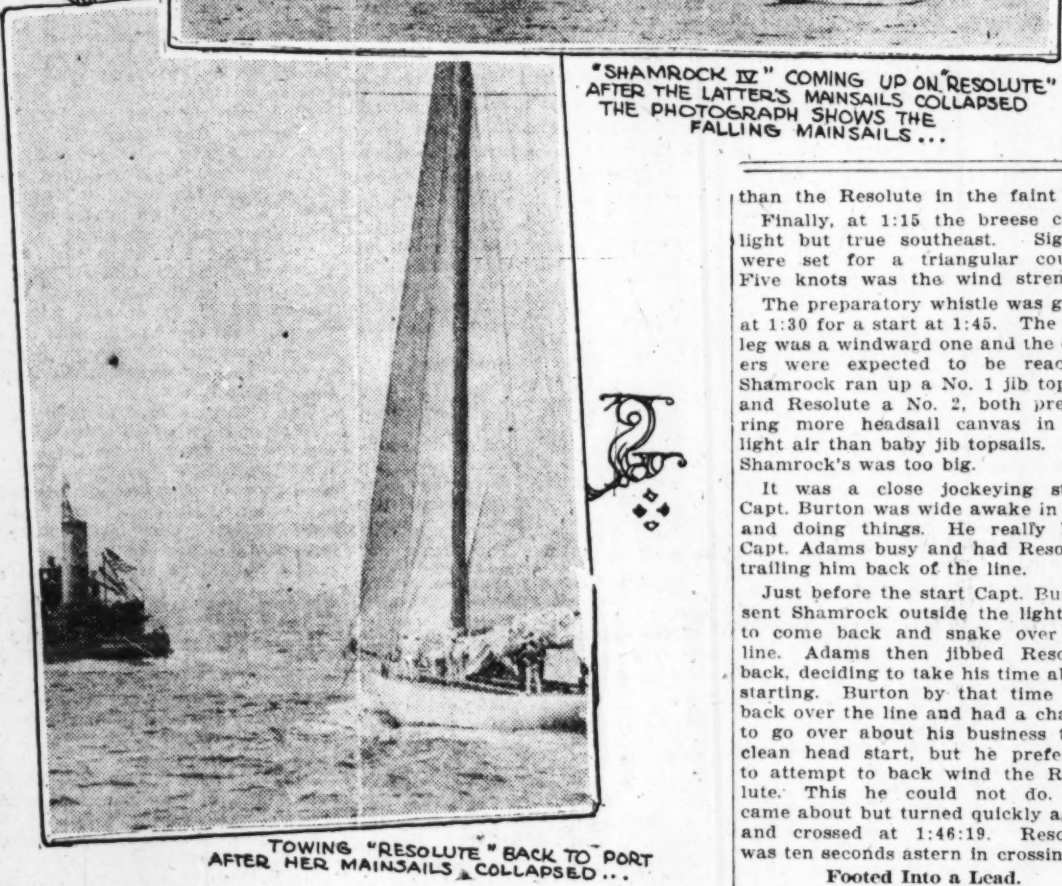 "SHAMROCK IV" COMING UP ON "RESOLUTE"
AFTER THE LATTER'S MAINSAILS COLLAPSED
THE PHOTOGRAPH SHOWS THE
FALLING MAINSAILS...
TOWING "RESOLUTE" BACK TO PORT
AFTER HER MAINSAILS COLLAPSED...
than the Resolute in the faint
Finally, at 1:15 the breese c
light but true southeast. Sig
were set for a triangular cou
Five knots was the wind stren
The preparatory whistle was g
at 1:30 for a start at 1:45. The
leg was a windward one and the
ers were expected to be reac
Shamrock ran up a No. 1 jib top
and Resolute a No. 2, both pre
ring more headsail canvas in
light air than baby jib topsails.
Shamrock's was too big.
It was a close jockeying st
Capt. Burton was wide awake in
and doing things. He really
Capt. Adams busy and had Reso
trailing him back of the line.
Just before the start Capt. Bu
sent Shamrock outside the light
to come back and snake over
line. Adams then jibbed Reso
back, deciding to take his time a
starting. Burton by that time
back over the line and had a cha
to go over about his business
clean head start, but he prefe
to attempt to back wind the R
lute. This he could not do.
came about but turned quickly a
and crossed at 1:46:19. Reso
was ten seconds astern in crossin
Footed Into a Lead.